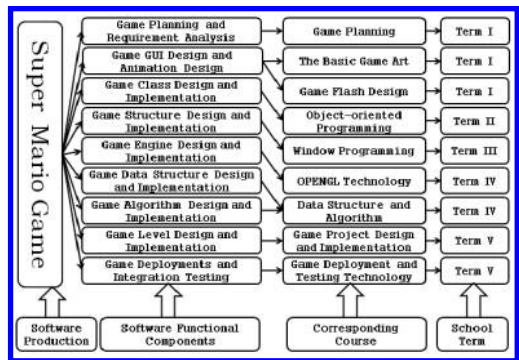 Super Mario Game
Game Planning and
Requirement Analysis
Game Planning
Term I
Game GUI Design and
Animation Design
The Basic Game Art
Term I
Game Class Design and
Implementation
Game Flash Design
Term I
Game Structure Design and
Implementation
Object-oriented
Programming
Term II
Game Engine Design and
Implementation
Window Programming
Term III
Game Data Structure Design
and Implementation
OPENGL Technology
Term IV
Game Algorithm Design and
Implementation
Data Structure and
Algorithm
Term IV
Game Level Design and
Implementation
Game Project Design
and Implementation
Term V
Game Deployments and
Integration Testing
Game Deployment and
Testing Technology
Term V
Software
Production
Software Functional
Components
Corresponding
Course
School
Term